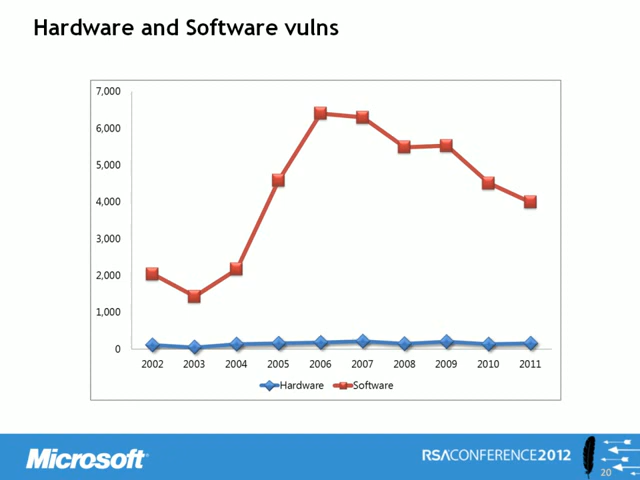 Hardware and Software vulns
7,000
6,000
5,000
4,000
3,000
2,000
1,000
0
2002 2003 2004 2005 2006 2007 2008 2009 2010 2011
Hardware Software
Microsoft®
RSACONFERENCE2012
20